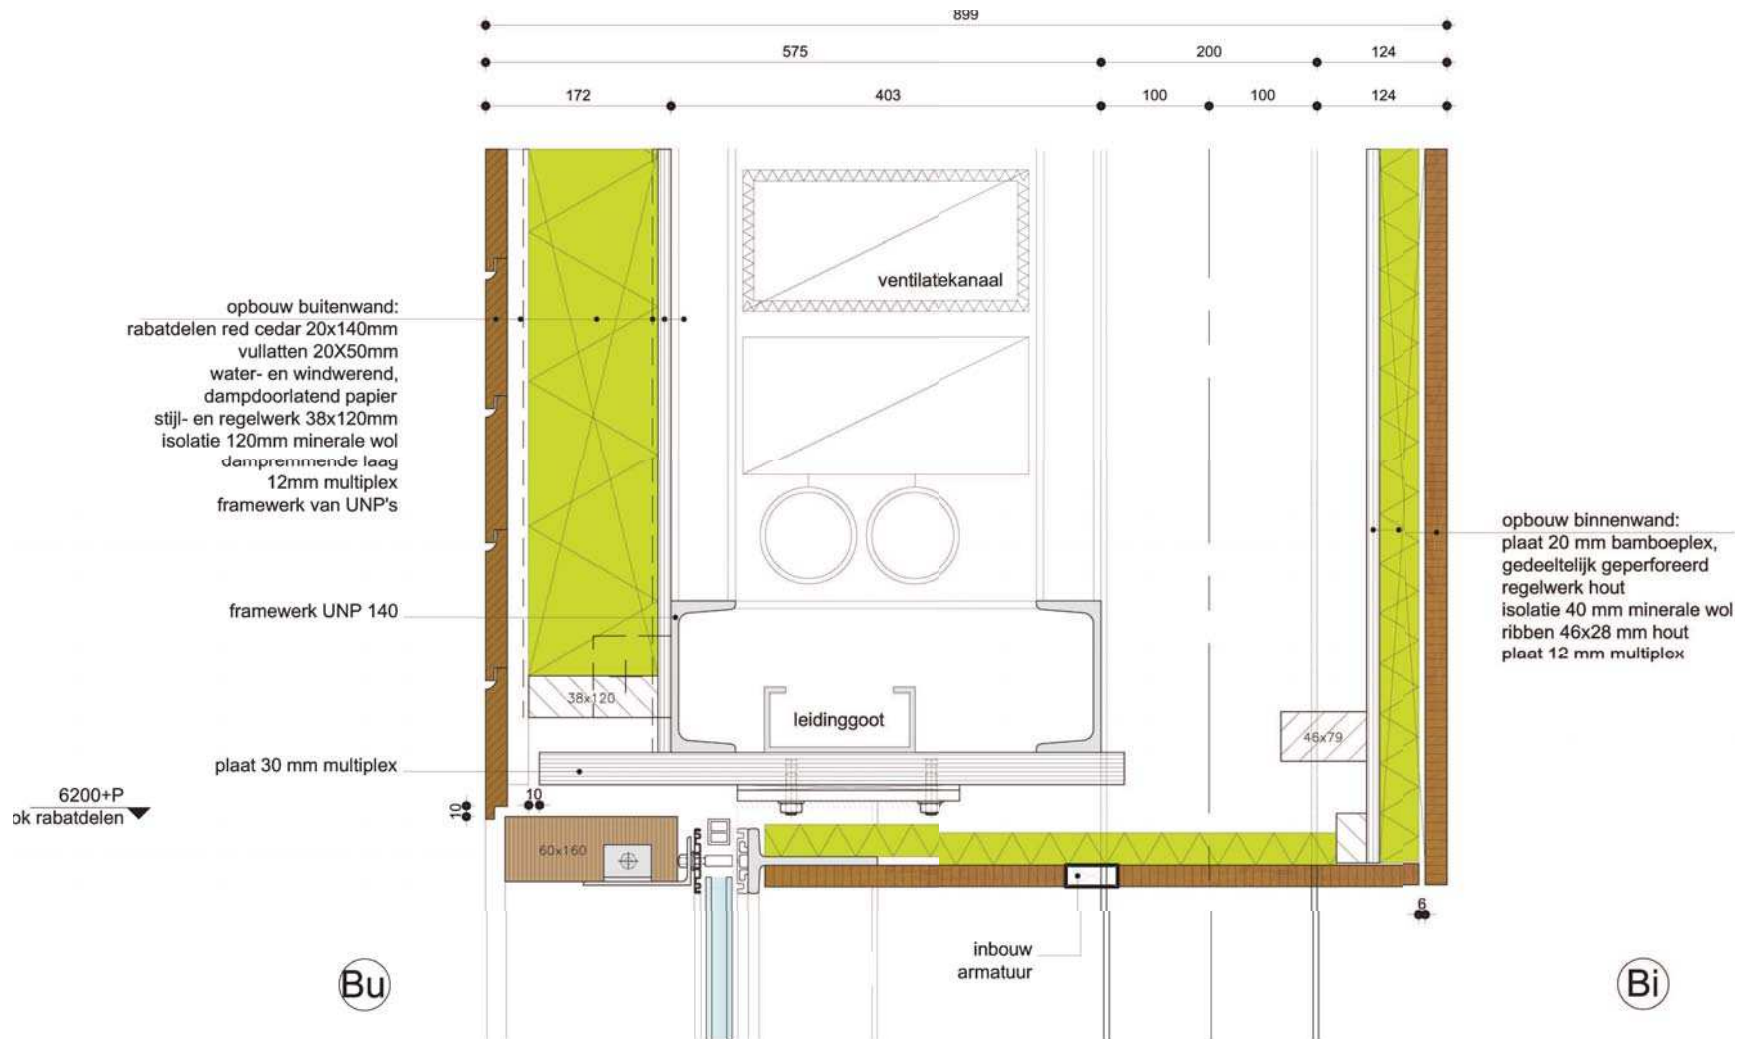 899
575 200 124
172 403 100 100 124
ventilatekanaal
opbouw buitenwand:
rabatdelen red cedar 20x140mm
vullatten 20X50mm
water- en windwerend,
dampdoorlatend papier
stijl- en regelwerk 38x120mm
isolatie 120mm minerale wol
dampremmende laag
12mm multiplex
framewerk van UNP's
opbouw binnenwand:
plaat 20 mm bamboeplex,
gedeeltelijk geperforeerd
regelwerk hout
isolatie 40 mm minerale wol
ribben 46x28 mm hout
plaat 12 mm multiplex
framewerk UNP 140
38x120
leidinggoot
46x79
plaat 30 mm multiplex
6200+P
ok rabatdelen
10
10
60x160
6
inbouw
armatuur
Bu
Bi